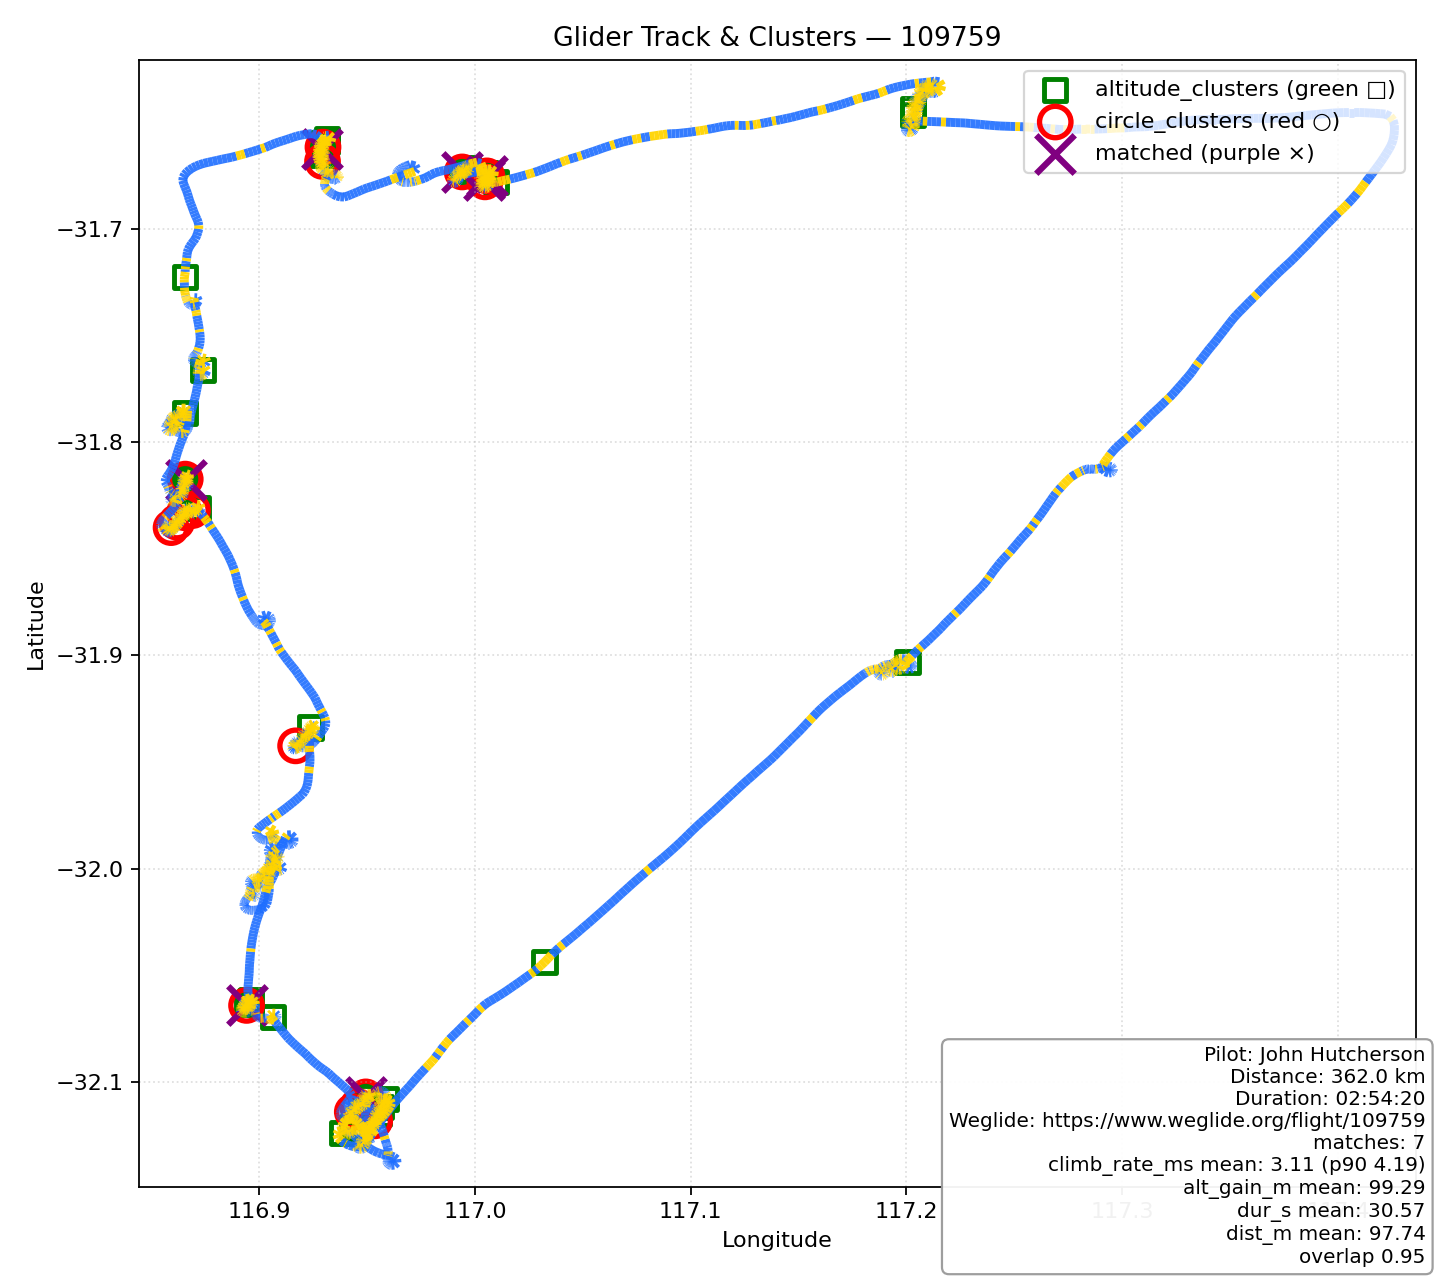 Glider Track & Clusters — 109759
altitude_clusters (green □)
circle_clusters (red ○)
matched (purple ×)
−31.7
−31.8
−31.9
−32.0
−32.1
Latitude
116.9
117.0
117.1
117.2
117.3
Longitude
Pilot: John Hutcherson
Distance: 362.0 km
Duration: 02:54:20
Weglide: https://www.weglide.org/flight/109759
matches: 7
climb_rate_ms mean: 3.11 (p90 4.19)
alt_gain_m mean: 99.29
dur_s mean: 30.57
dist_m mean: 97.74
overlap 0.95